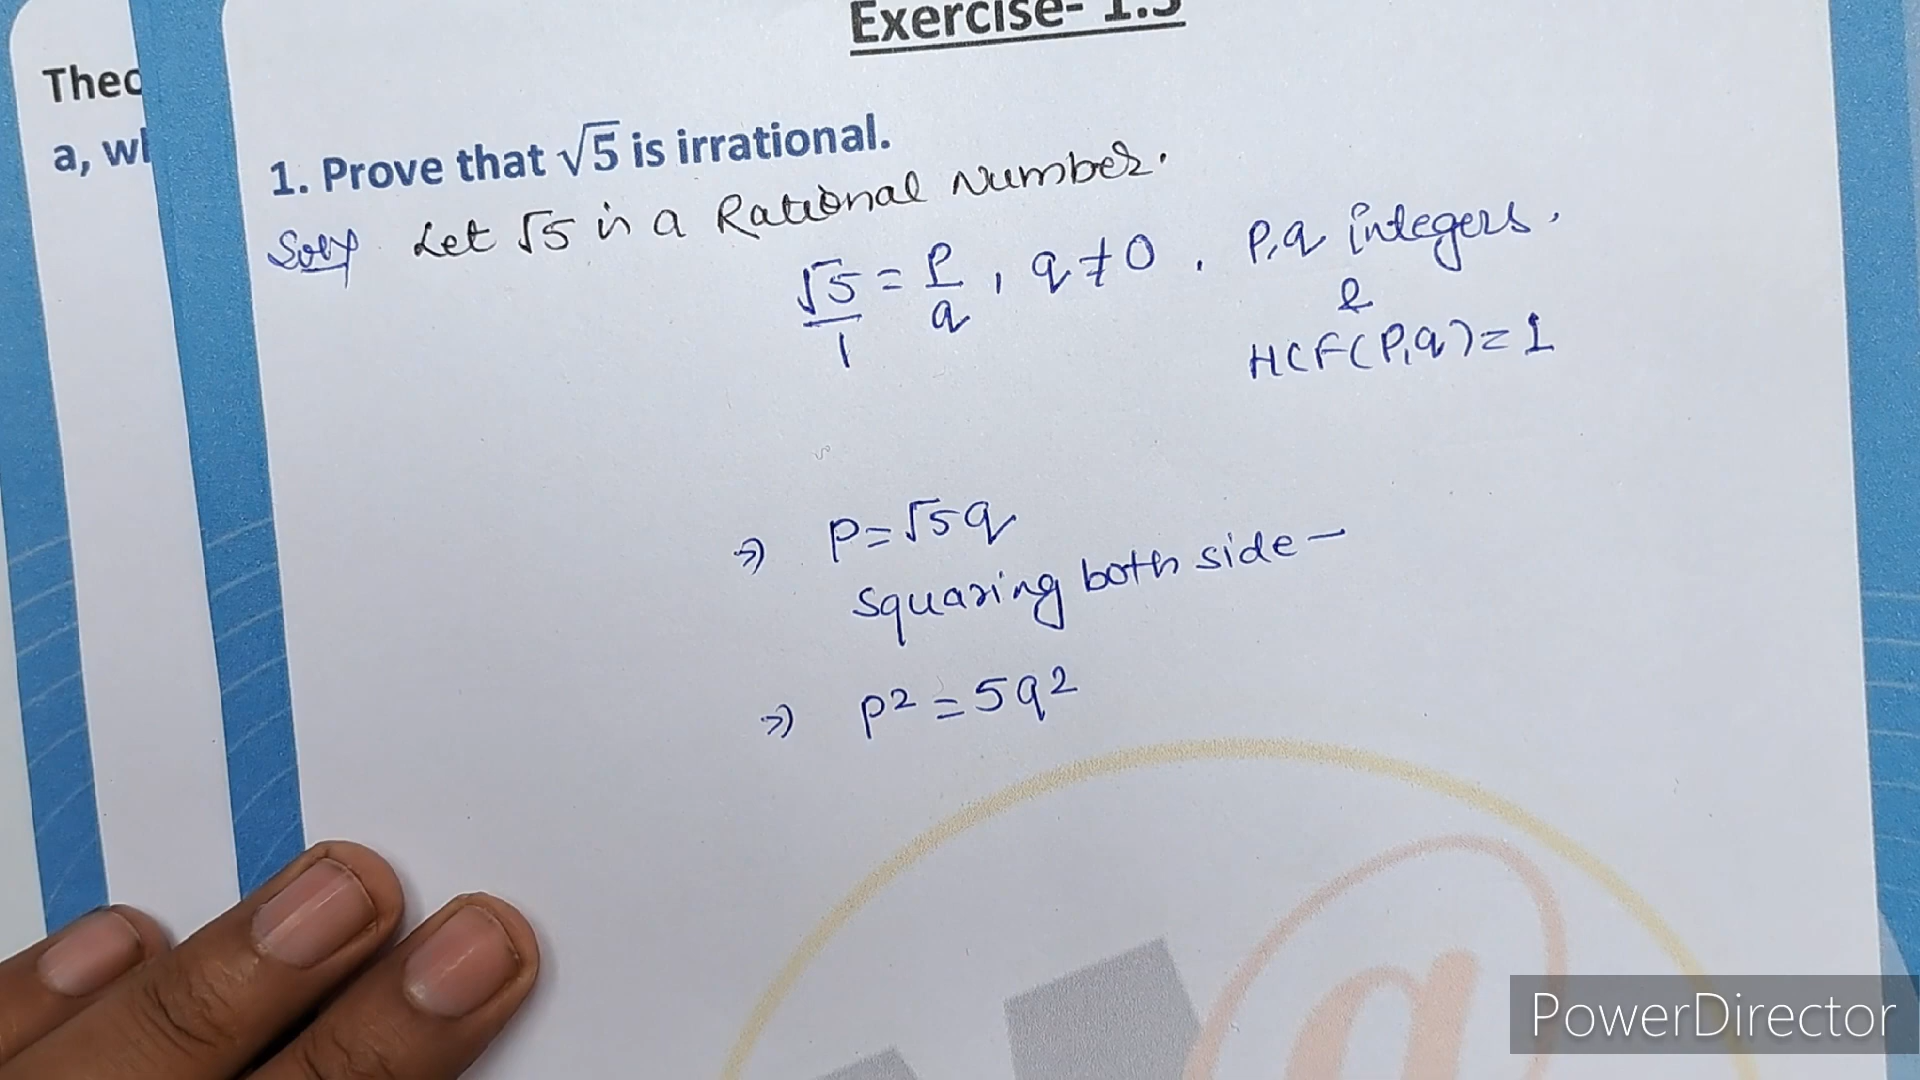 Exercise- 1.3
Theo
a, wh
1. Prove that √5 is irrational.
Solⁿ. Let √5 is a Rational Number.
√5/1 = P/q, q≠0, P,q integers.
&
HCF(P,q)=1
⇒ P=√5q
Squaring both side-
⇒ P²=5q²
PowerDirector